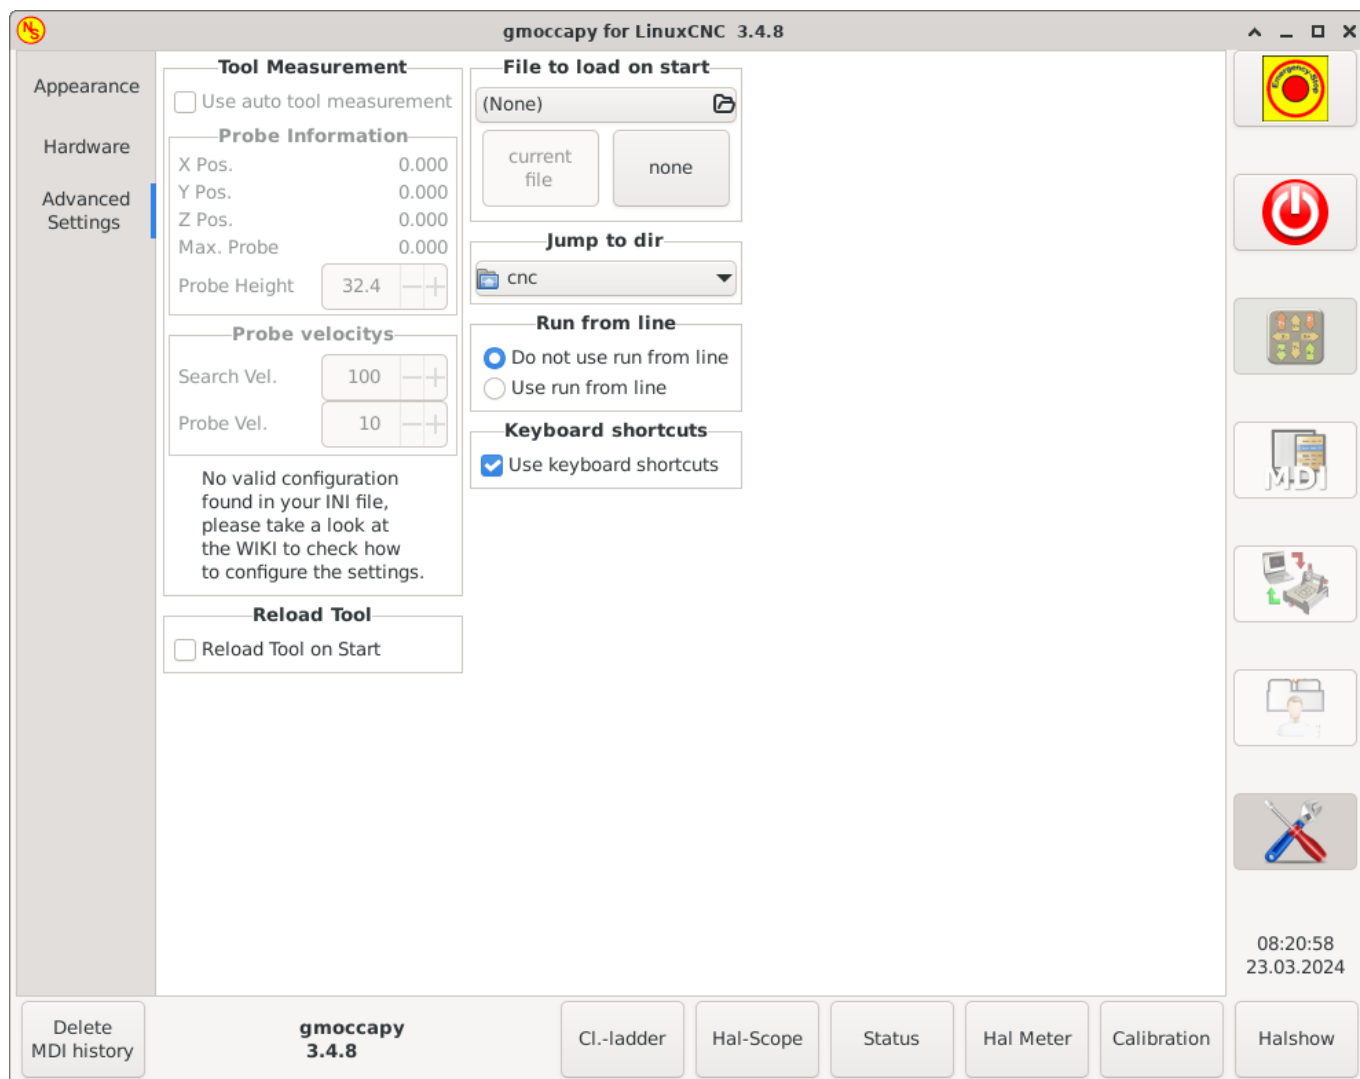 NS
gmoccapy for LinuxCNC 3.4.8
Appearance
Hardware
Advanced
Settings
Tool Measurement
Use auto tool measurement
Probe Information
X Pos. 0.000
Y Pos. 0.000
Z Pos. 0.000
Max. Probe 0.000
Probe Height 32.4
Probe velocitys
Search Vel. 100
Probe Vel. 10
No valid configuration
found in your INI file,
please take a look at
the WIKI to check how
to configure the settings.
Reload Tool
Reload Tool on Start
File to load on start
(None)
current
file
none
Jump to dir
cnc
Run from line
Do not use run from line
Use run from line
Keyboard shortcuts
Use keyboard shortcuts
Emergency-Stop
MDI
08:20:58
23.03.2024
Delete
MDI history
gmoccapy
3.4.8
Cl.-ladder
Hal-Scope
Status
Hal Meter
Calibration
Halshow